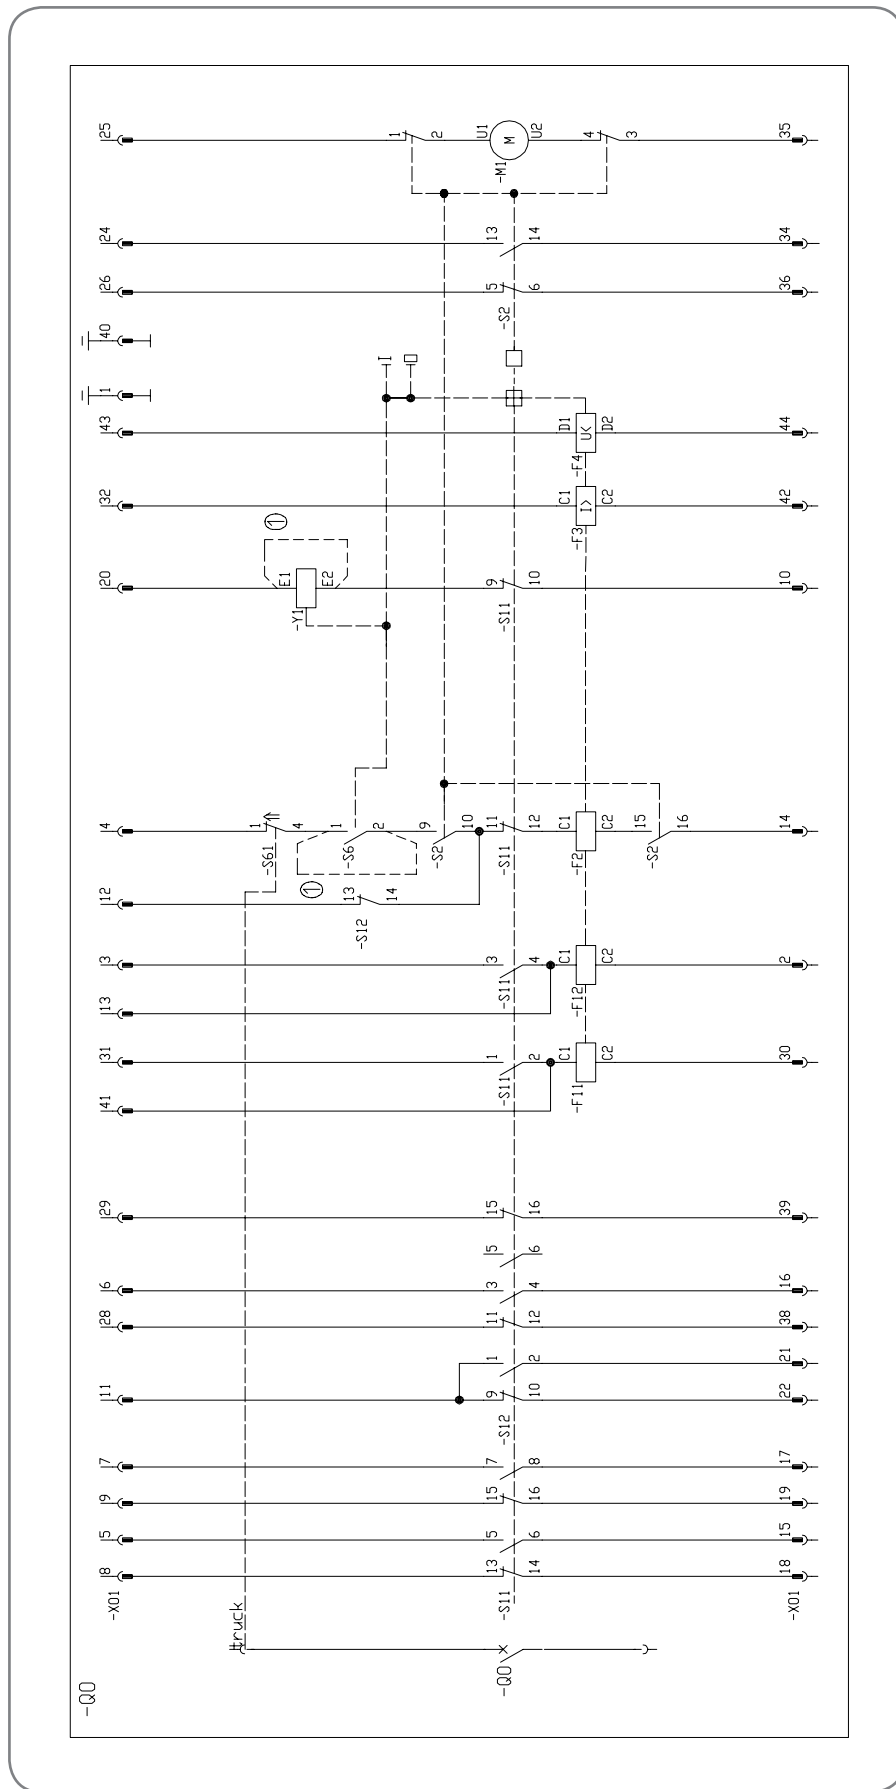 25 1 2 U1 M U2 4 3 35
-M1
24 13 14 34
26 5 6 36
-S2
40
I
1
43 D1 U< D2 44
-F4
32 C1 I> C2 42
-F3
1
20 E1 E2 9 10 10
-Y1 -S11
4 1 4 1 2 9 10 11 12 C1 C2 15 16 14
-S61 -S6 -S2 -S11 -F2 -S2
1
12 13 14
-S12
3 3 4 C1 C2 2
-S11 -F12
13
31 1 2 C1 C2 30
-S11 -F11
41
29 15 16 39
5 6
6 3 4 16
28 11 12 38
1 2 21
11 9 10 22
-S12
7 7 8 17
9 15 16 19
5 5 6 15
8 13 14 18
-X01 -S11 -X01
truck
-Q0
-Q0